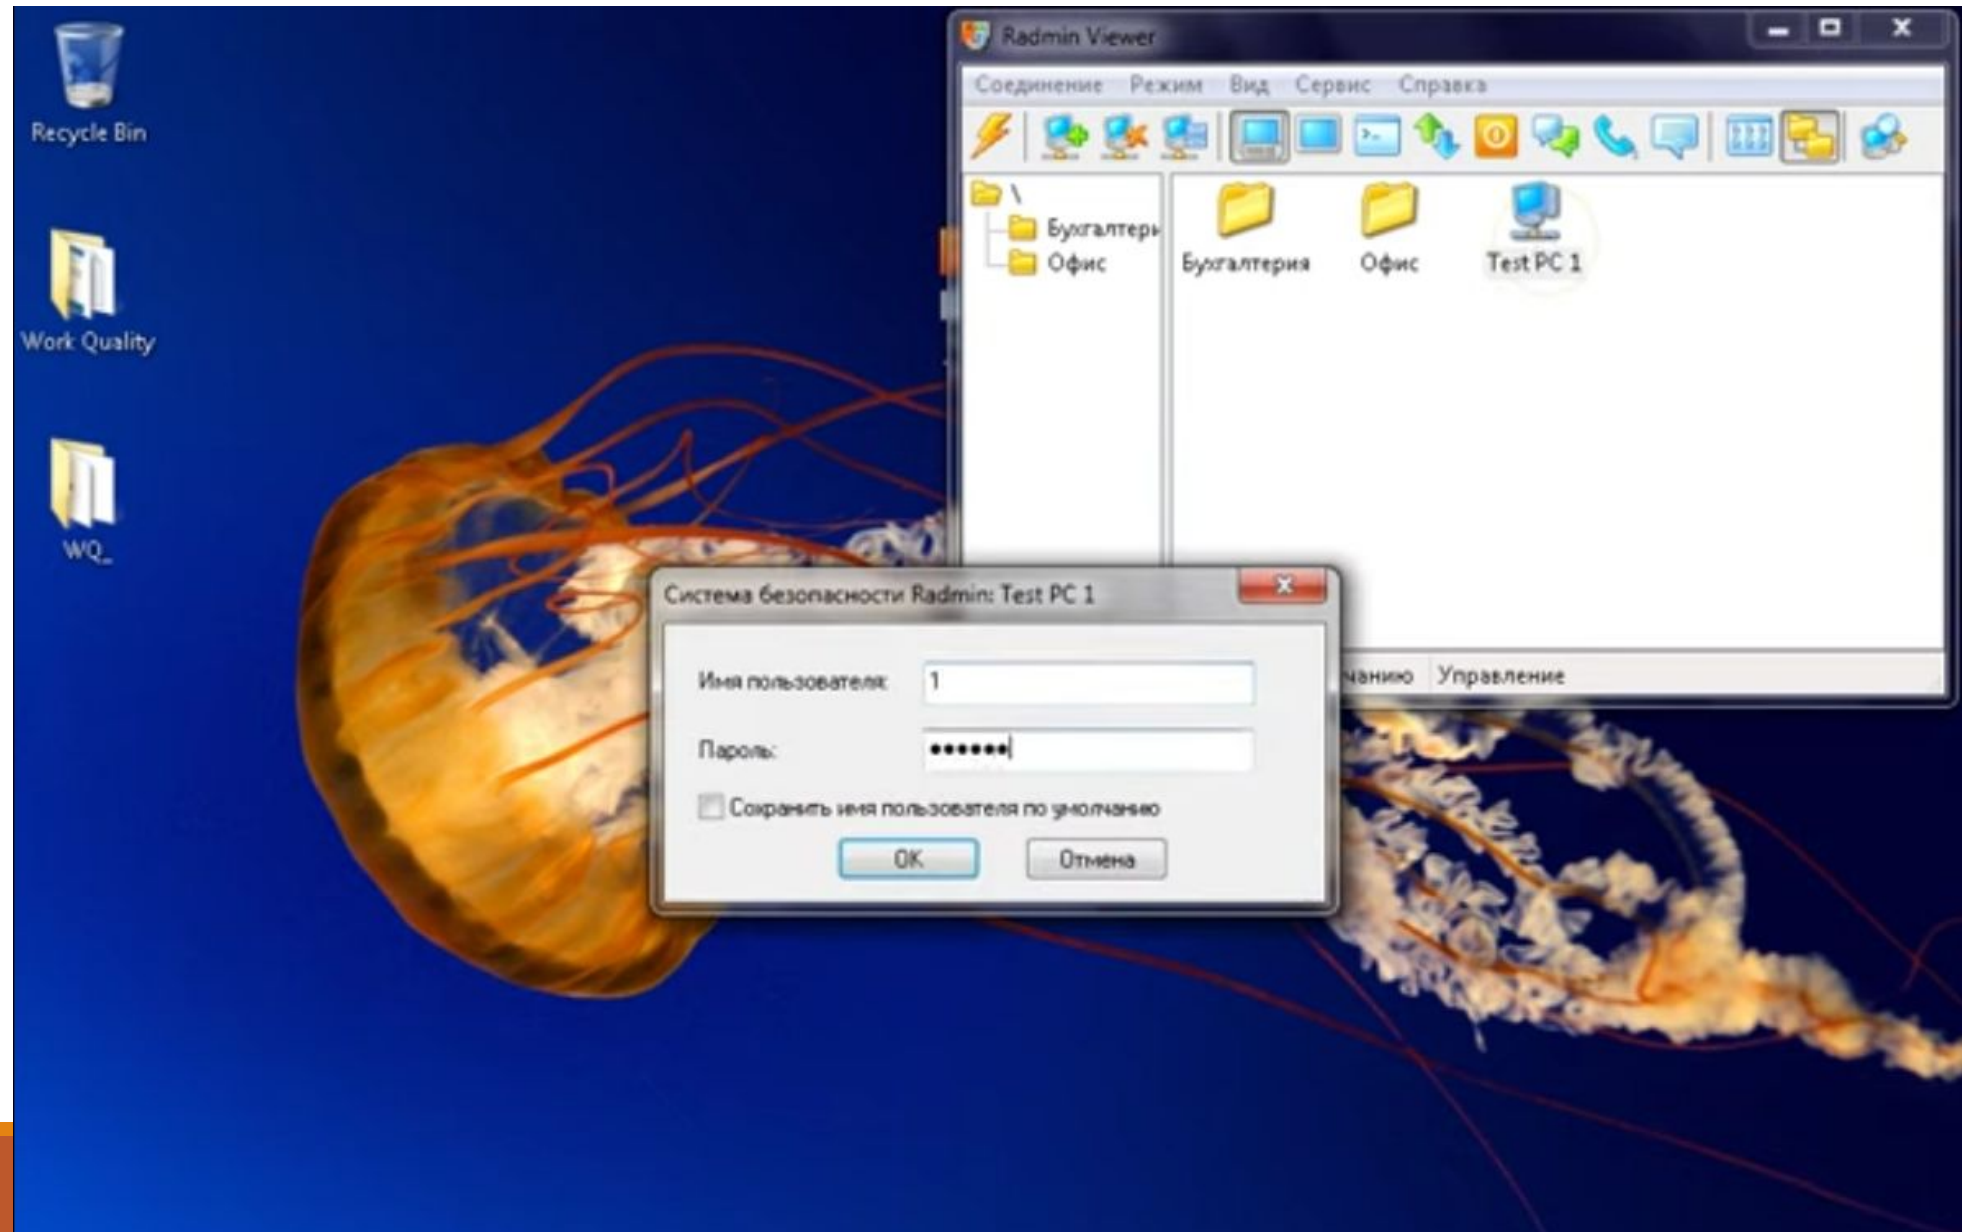 Recycle Bin
Work Quality
WQ_
Radmin Viewer
Соединение Режим Вид Сервис Справка
\
Бухгалтери
Офис
Бухгалтерия Офис Test PC 1
чанию Управление
Система безопасности Radmin: Test PC 1
Имя пользователя: 1
Пароль: ••••••
Сохранить имя пользователя по умолчанию
OK Отмена